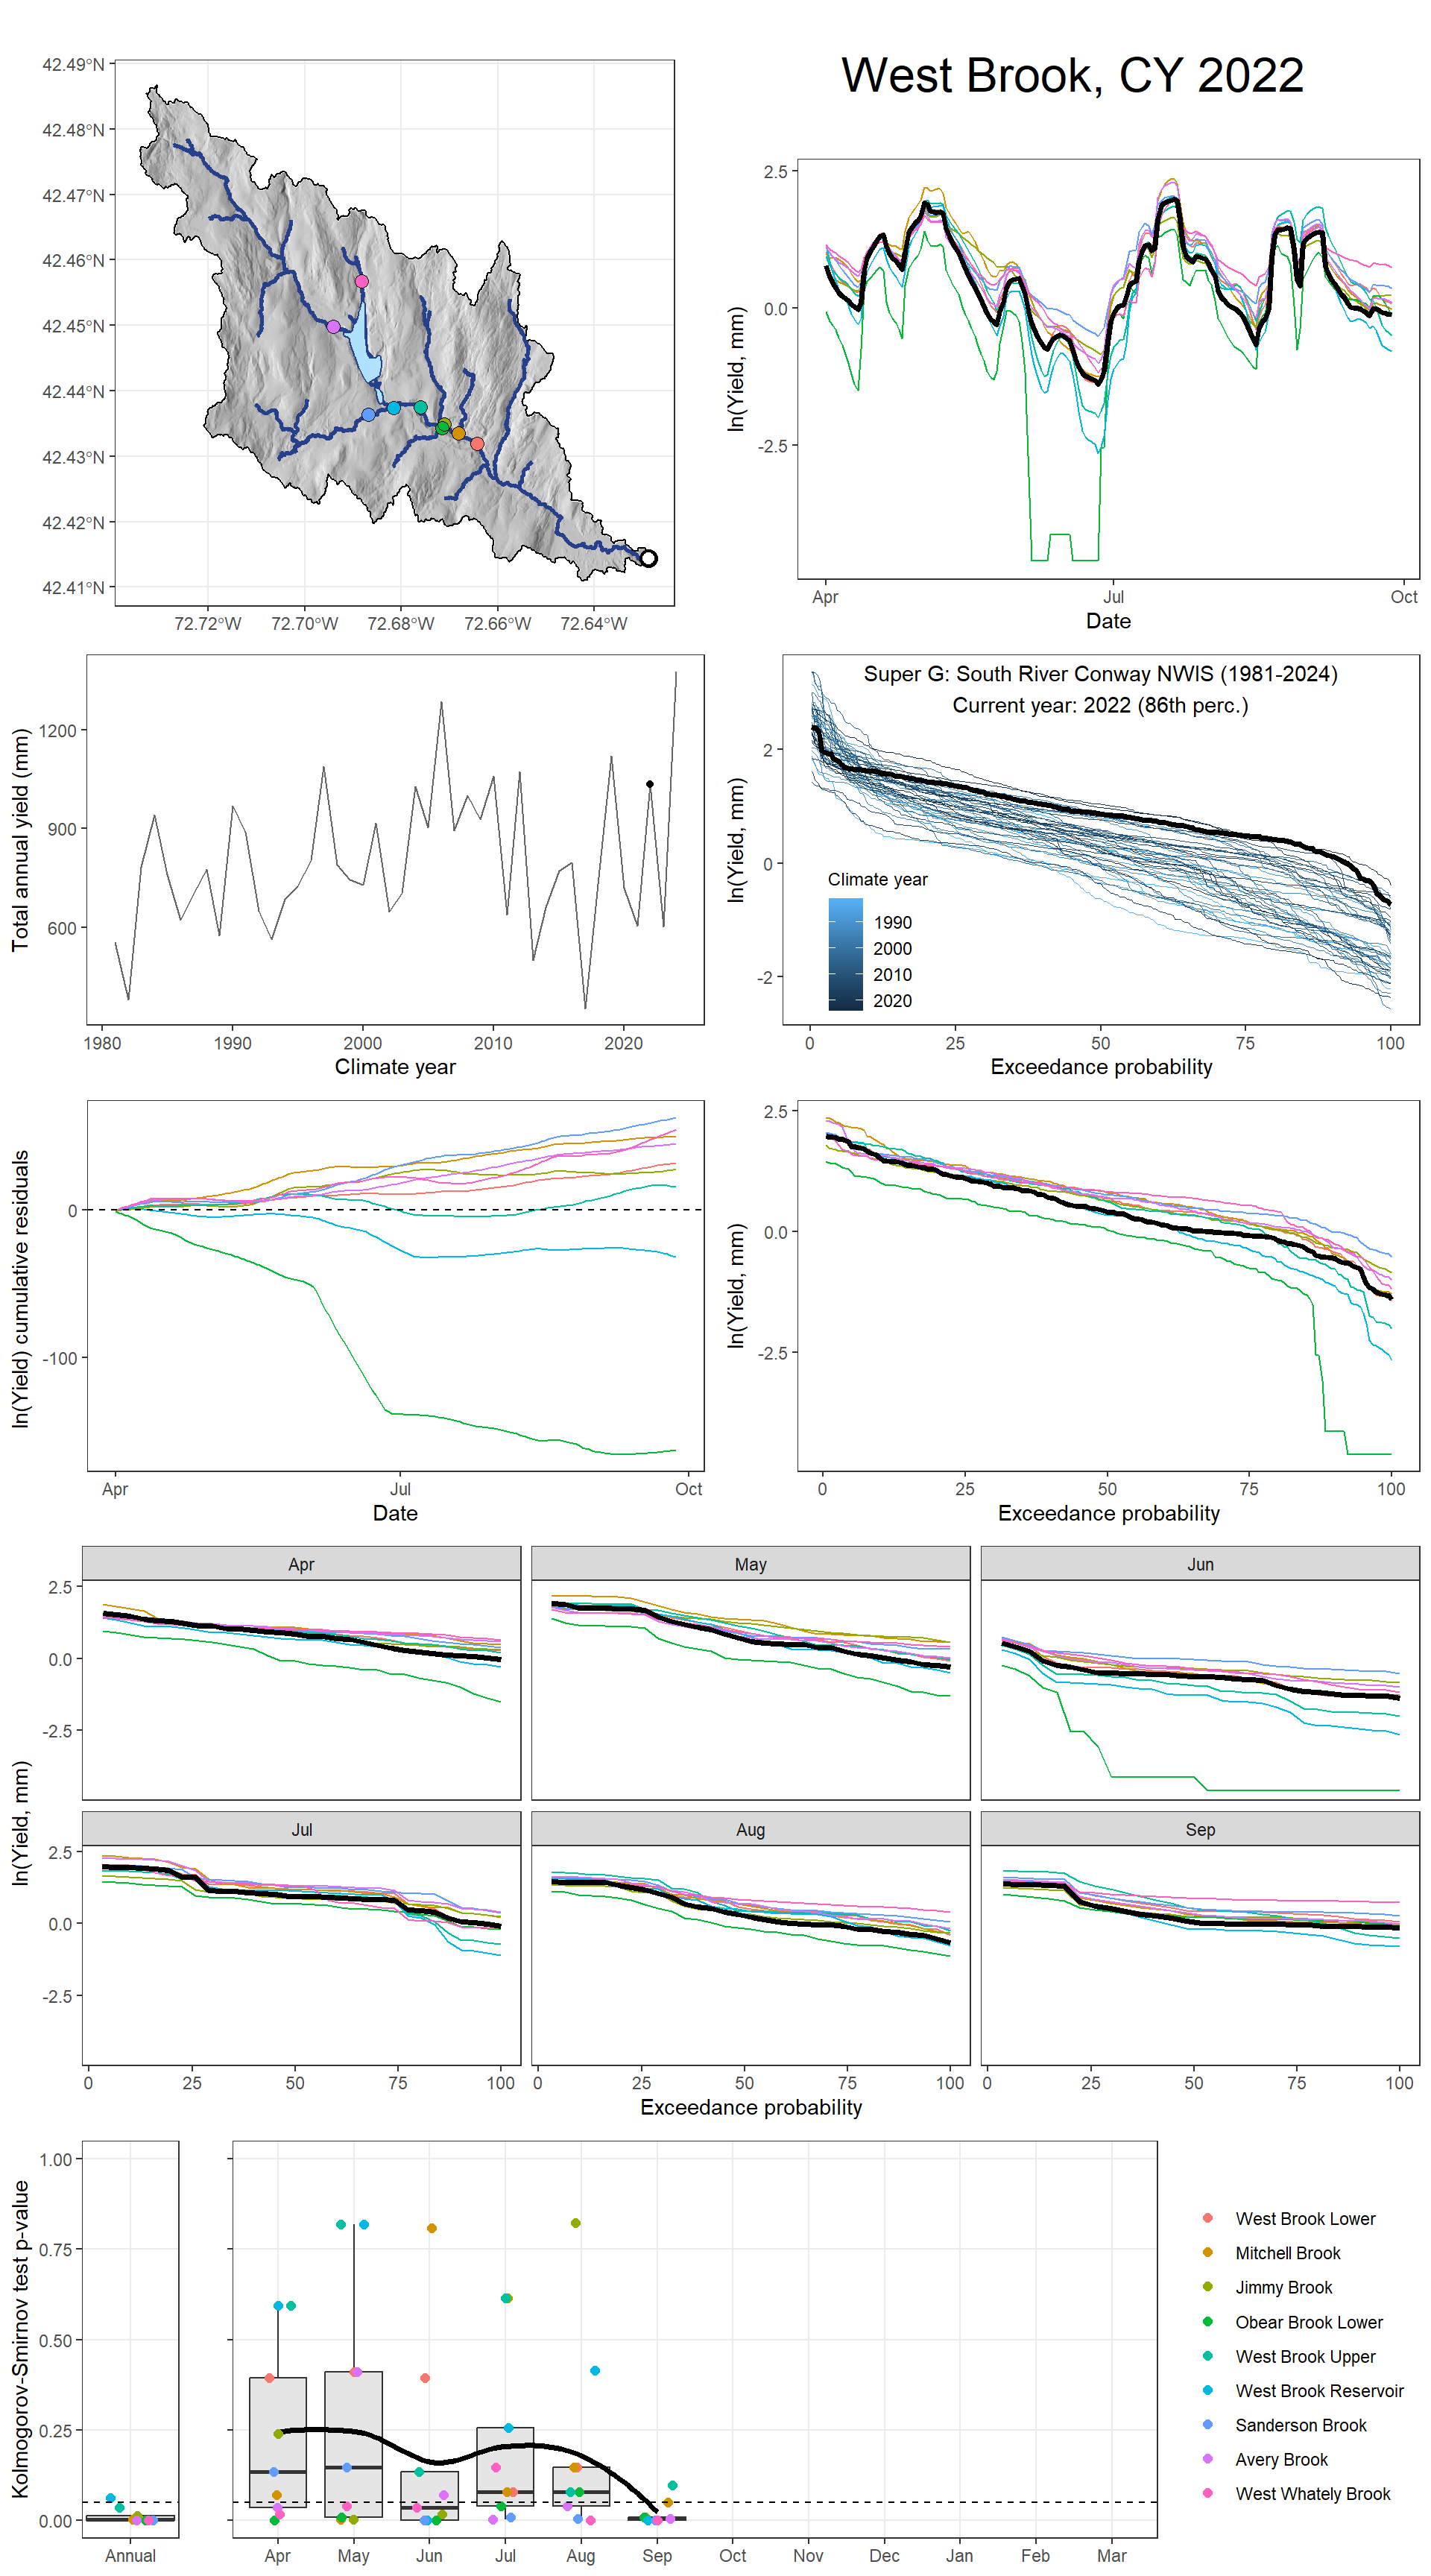 West Brook, CY 2022
42.49°N
42.48°N
42.47°N
42.46°N
42.45°N
42.44°N
42.43°N
42.42°N
42.41°N
72.72°W 72.70°W 72.68°W 72.66°W 72.64°W
ln(Yield, mm)
2.5
0.0
-2.5
Apr Jul Oct
Date
Total annual yield (mm)
1200
900
600
1980 1990 2000 2010 2020
Climate year
Super G: South River Conway NWIS (1981-2024)
Current year: 2022 (86th perc.)
ln(Yield, mm)
2
0
-2
Climate year
1990
2000
2010
2020
0 25 50 75 100
Exceedance probability
ln(Yield) cumulative residuals
0
-100
Apr Jul Oct
Date
ln(Yield, mm)
2.5
0.0
-2.5
0 25 50 75 100
Exceedance probability
Apr May Jun
2.5
0.0
-2.5
ln(Yield, mm)
Jul Aug Sep
2.5
0.0
-2.5
0 25 50 75 100 0 25 50 75 100 0 25 50 75 100
Exceedance probability
Kolmogorov-Smirnov test p-value
1.00
0.75
0.50
0.25
0.00
Annual
Apr May Jun Jul Aug Sep Oct Nov Dec Jan Feb Mar
West Brook Lower
Mitchell Brook
Jimmy Brook
Obear Brook Lower
West Brook Upper
West Brook Reservoir
Sanderson Brook
Avery Brook
West Whately Brook